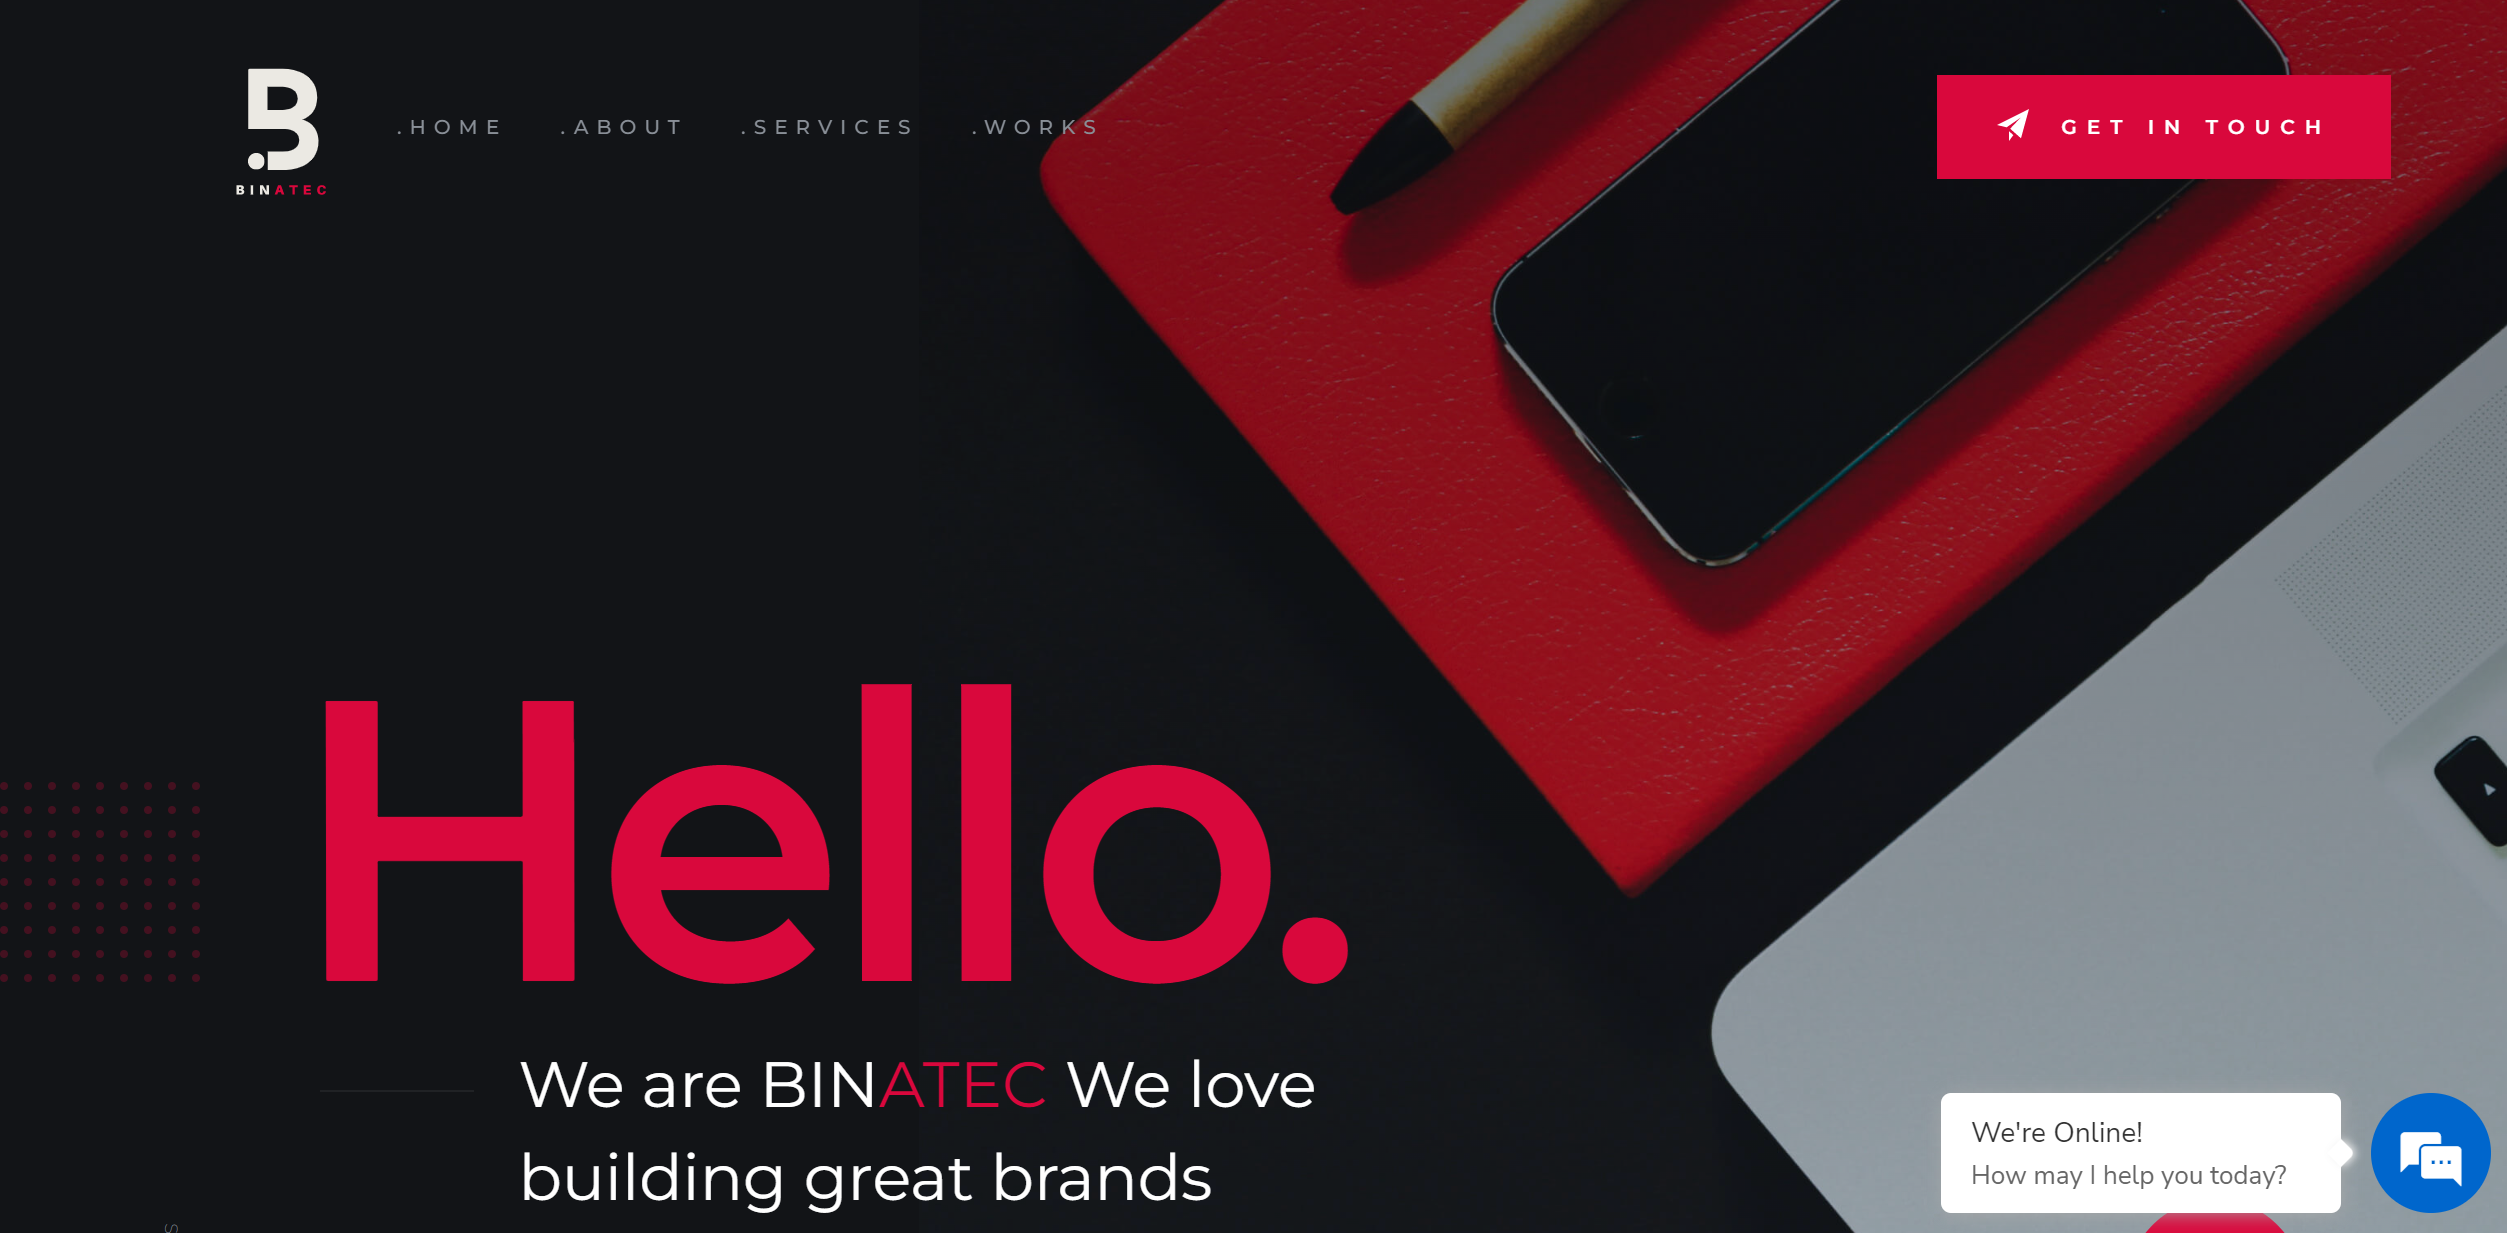 BINATEC
.HOME .ABOUT .SERVICES .WORKS
GET IN TOUCH
Hello.
We are BINATEC We love
building great brands
We're Online!
How may I help you today?